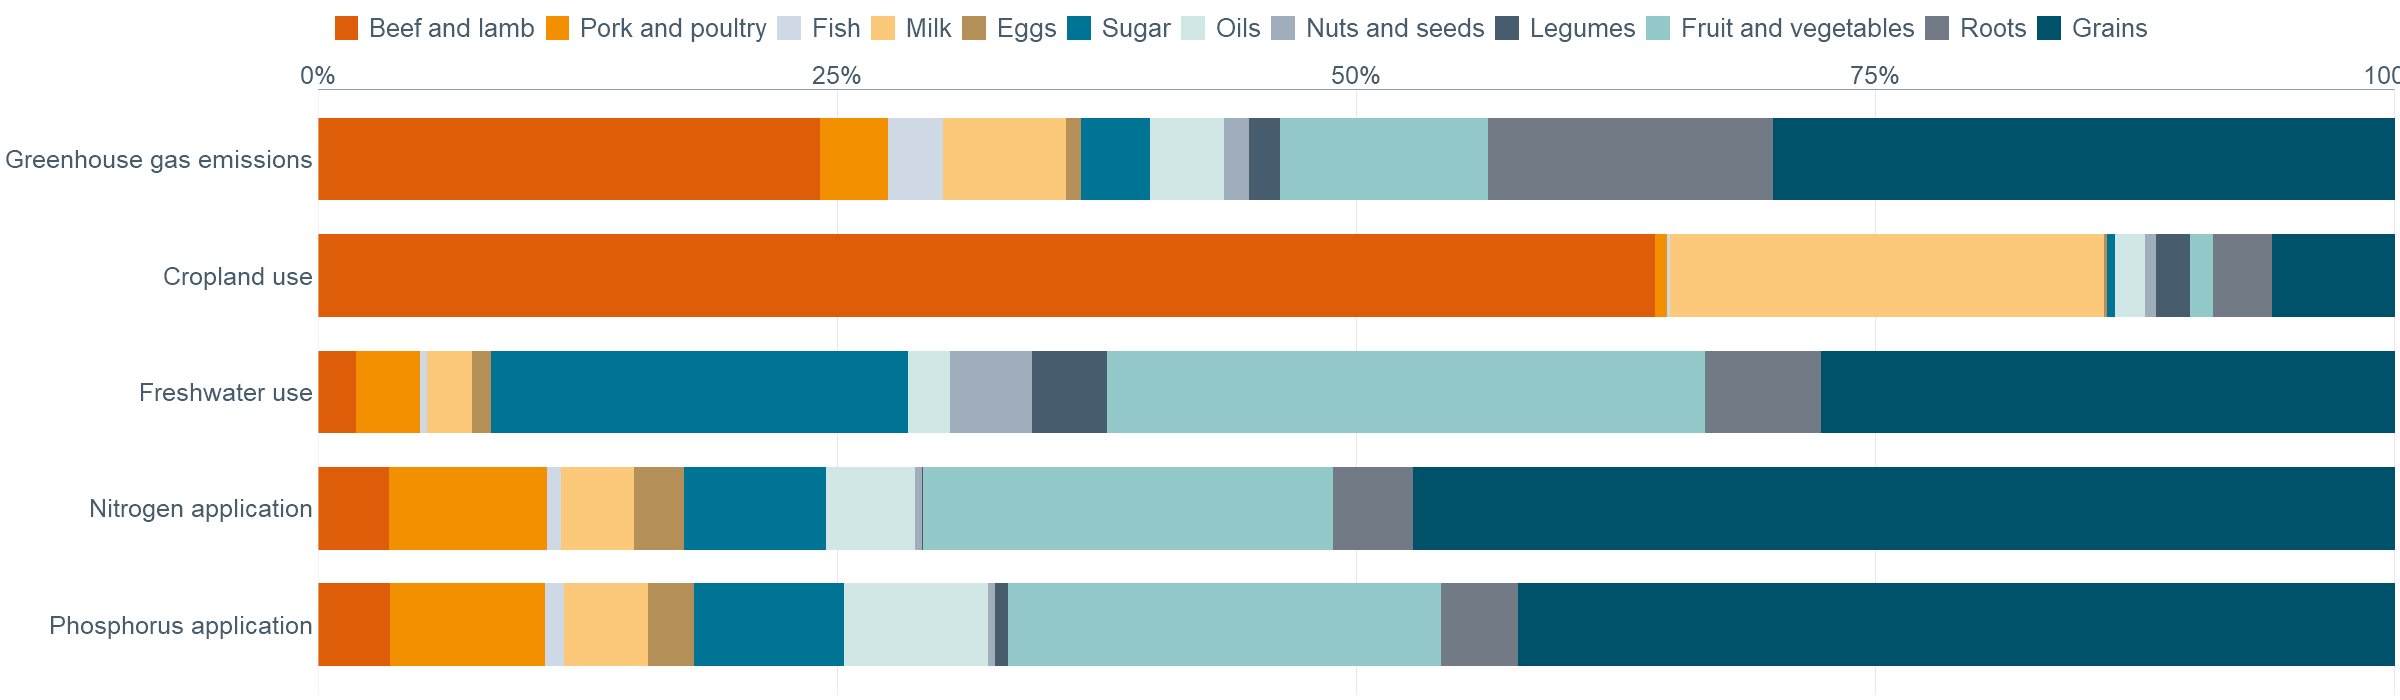 Beef and lamb Pork and poultry Fish Milk Eggs Sugar Oils Nuts and seeds Legumes Fruit and vegetables Roots Grains
0% 25% 50% 75% 100
Greenhouse gas emissions
Cropland use
Freshwater use
Nitrogen application
Phosphorus application